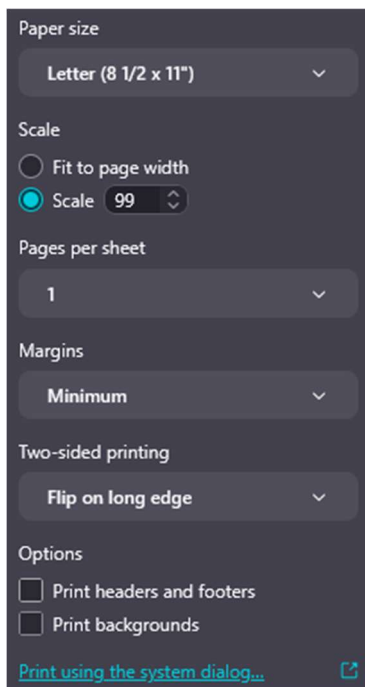 Paper size
Letter (8 1/2 x 11")
Scale
Fit to page width
Scale 99
Pages per sheet
1
Margins
Minimum
Two-sided printing
Flip on long edge
Options
Print headers and footers
Print backgrounds
Print using the system dialog...